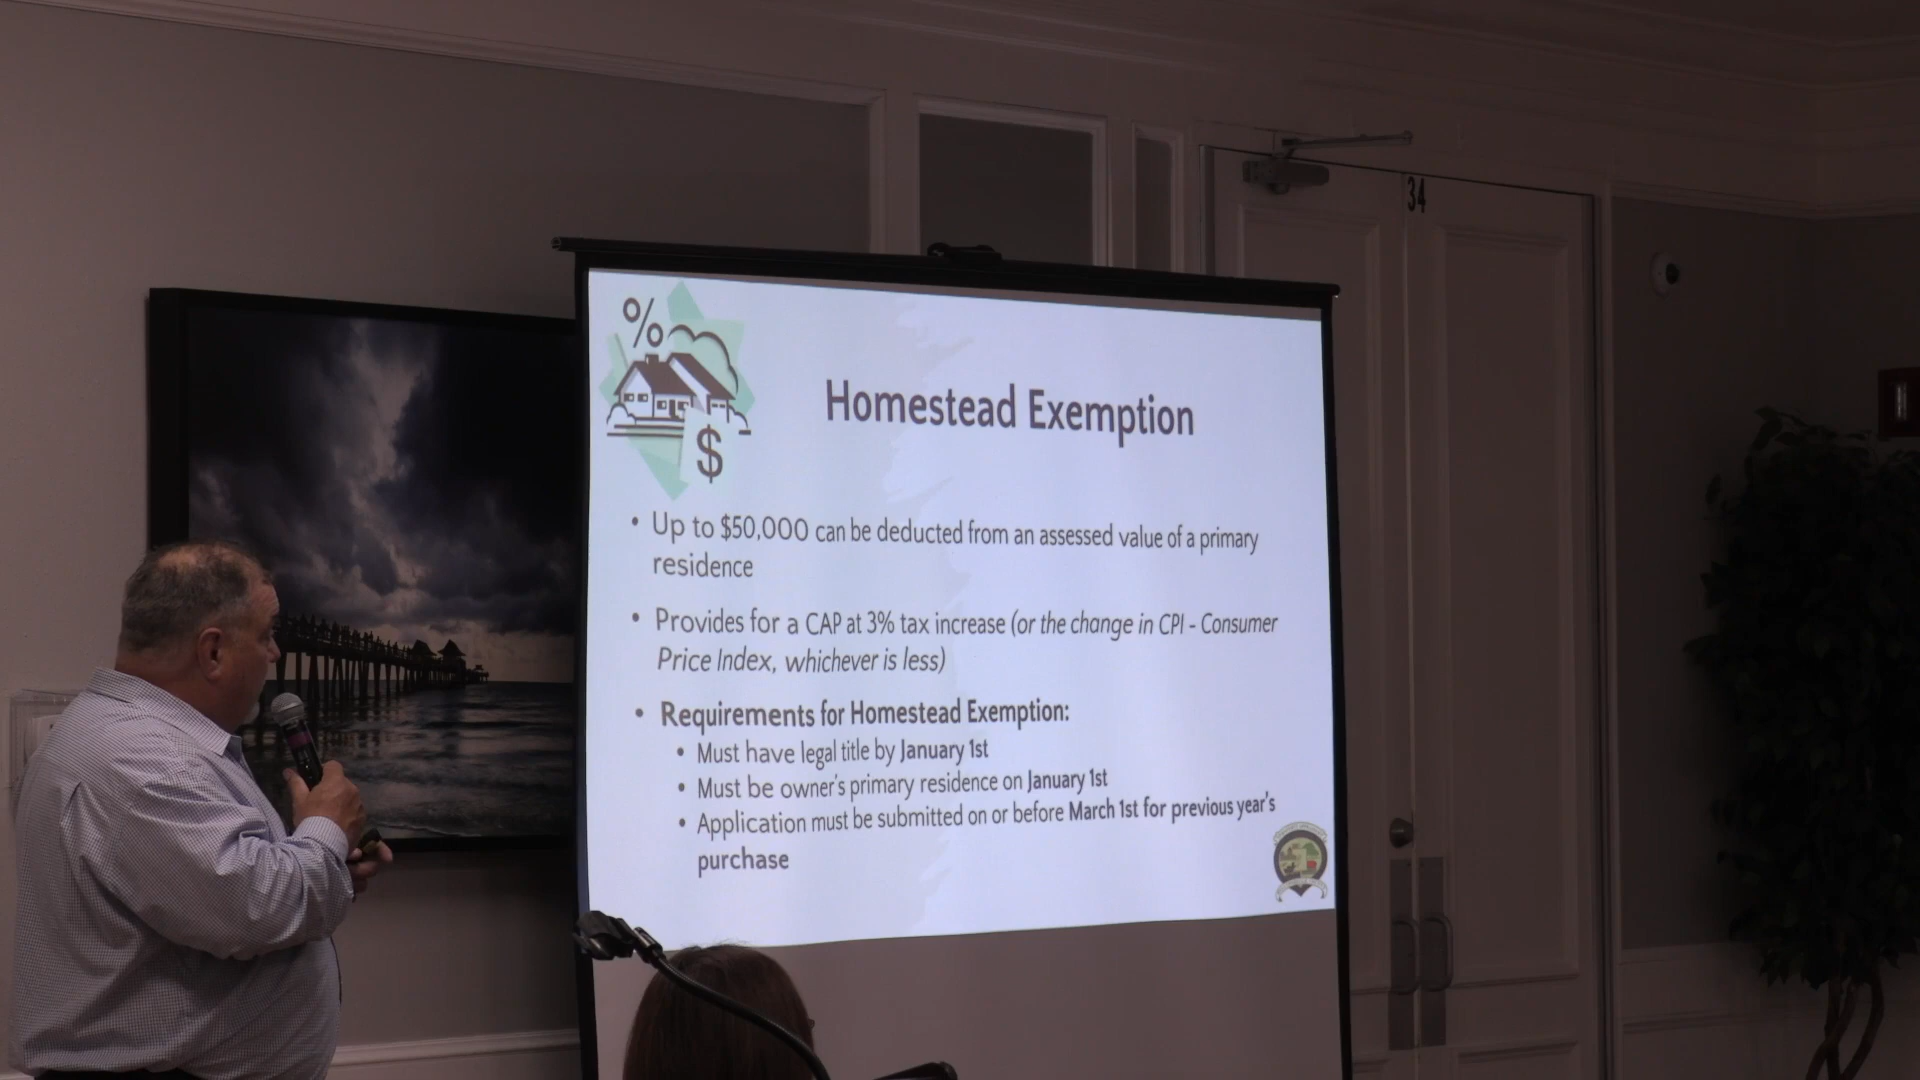 34
%
$
Homestead Exemption
• Up to $50,000 can be deducted from an assessed value of a primary
residence
• Provides for a CAP at 3% tax increase (or the change in CPI - Consumer
Price Index, whichever is less)
• Requirements for Homestead Exemption:
• Must have legal title by January 1st
• Must be owner's primary residence on January 1st
• Application must be submitted on or before March 1st for previous year's
purchase